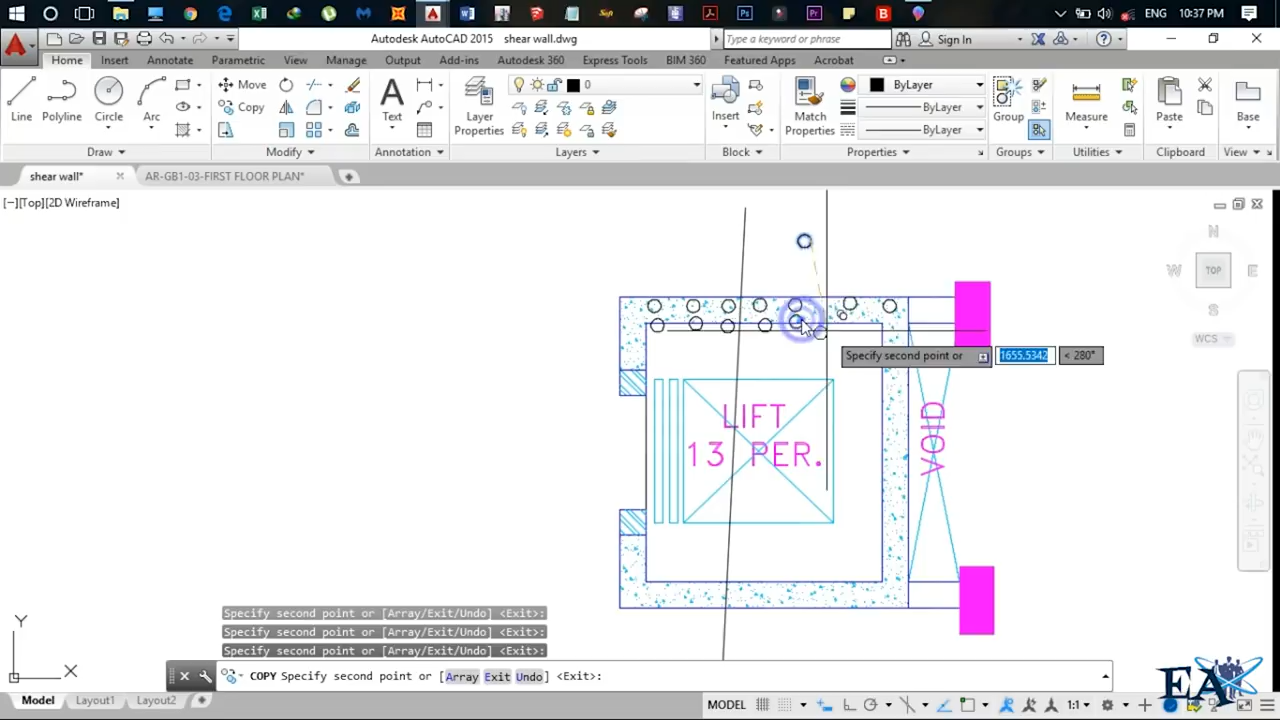 ENG 10:37 PM
Autodesk AutoCAD 2015 shear wall.dwg
Type a keyword or phrase
Sign In
Home Insert Annotate Parametric View Manage Output Add-ins Autodesk 360 Express Tools BIM 360 Featured Apps Acrobat
Line Polyline Circle Arc
Move
Copy
Text
Layer Properties
0
Insert
Match Properties
ByLayer
ByLayer
ByLayer
Group
Measure
Paste
Base
Draw Modify Annotation Layers Block Properties Groups Utilities Clipboard View
shear wall* AR-GB1-03-FIRST FLOOR PLAN*
[−][Top][2D Wireframe]
N
W TOP E
S
WCS
Specify second point or 1655.5342 < 280°
LIFT
13 PER.
VOID
Specify second point or [Array/Exit/Undo] <Exit>:
Specify second point or [Array/Exit/Undo] <Exit>:
Specify second point or [Array/Exit/Undo] <Exit>:
COPY Specify second point or [Array Exit Undo] <Exit>:
Y
X
Model Layout1 Layout2
MODEL 1:1
EA